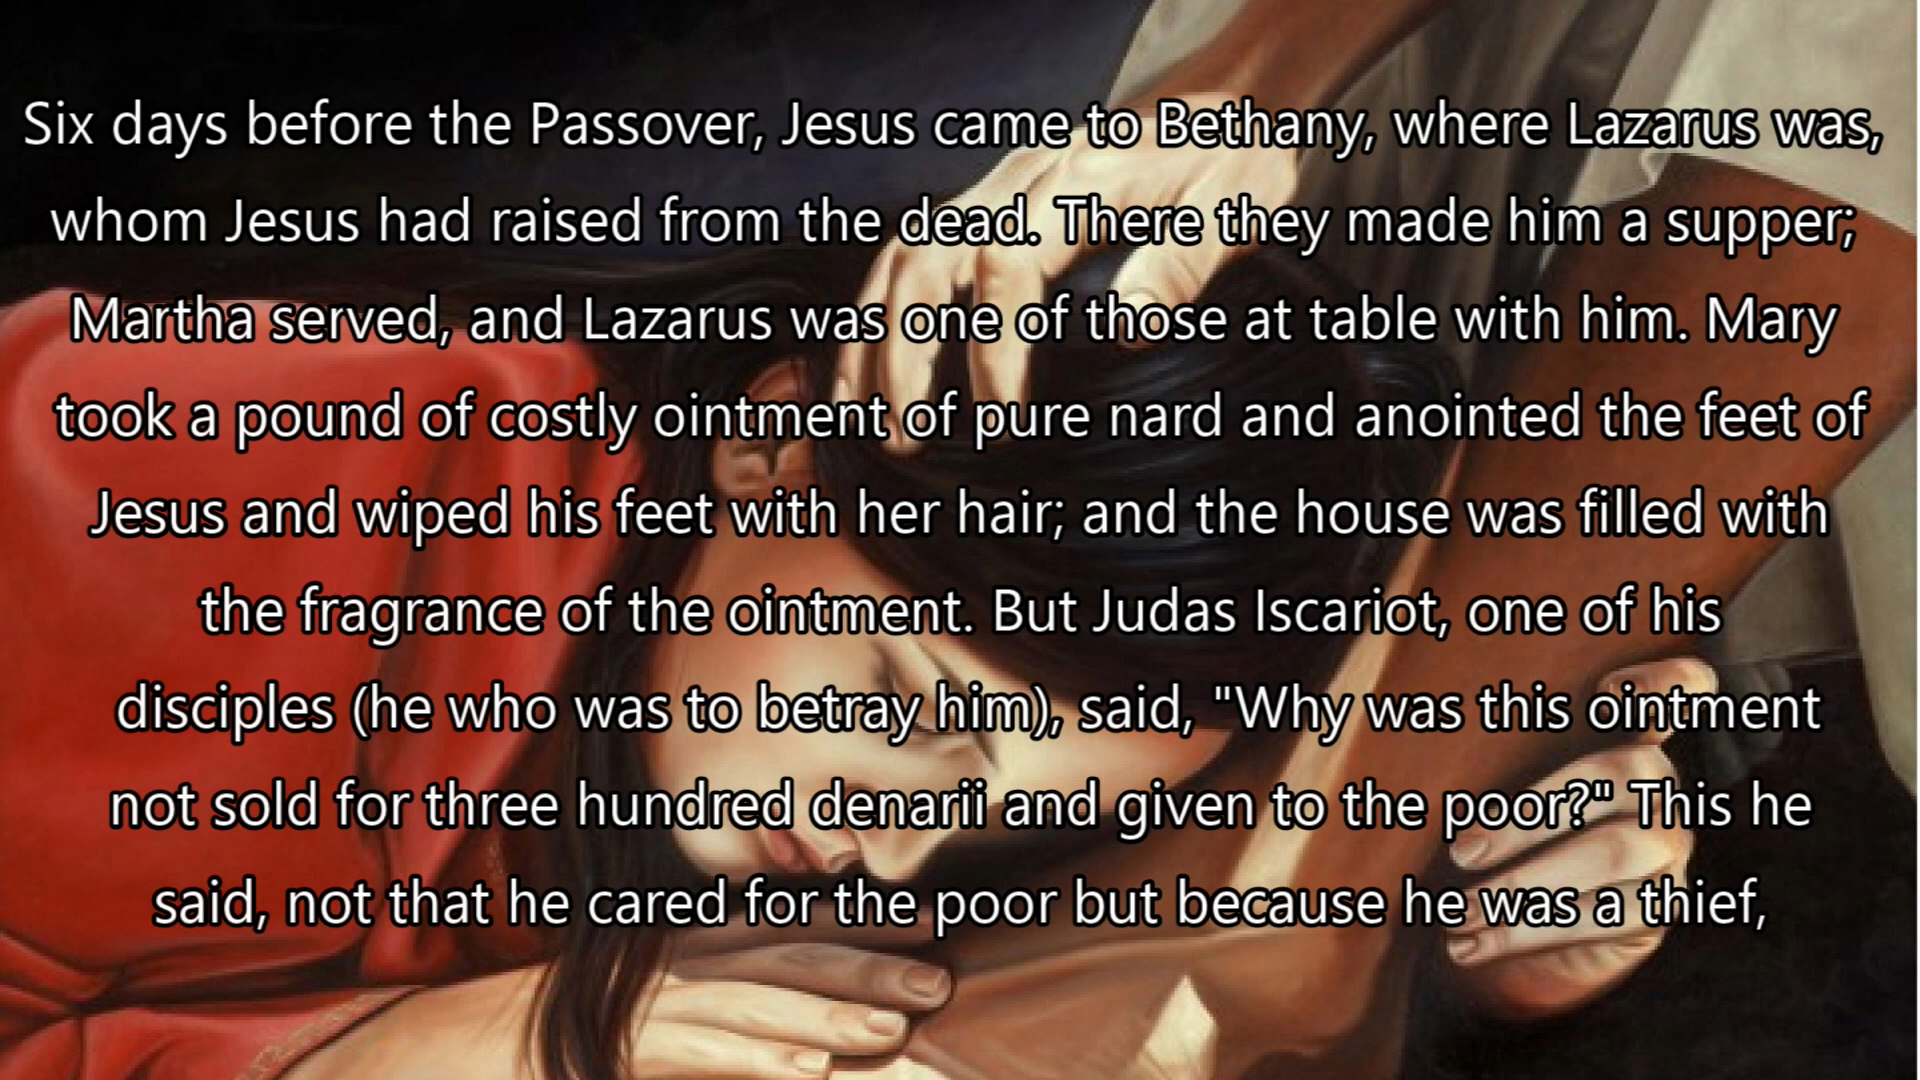 Six days before the Passover, Jesus came to Bethany, where Lazarus was,
whom Jesus had raised from the dead. There they made him a supper;
Martha served, and Lazarus was one of those at table with him. Mary
took a pound of costly ointment of pure nard and anointed the feet of
Jesus and wiped his feet with her hair; and the house was filled with
the fragrance of the ointment. But Judas Iscariot, one of his
disciples (he who was to betray him), said, "Why was this ointment
not sold for three hundred denarii and given to the poor?" This he
said, not that he cared for the poor but because he was a thief,